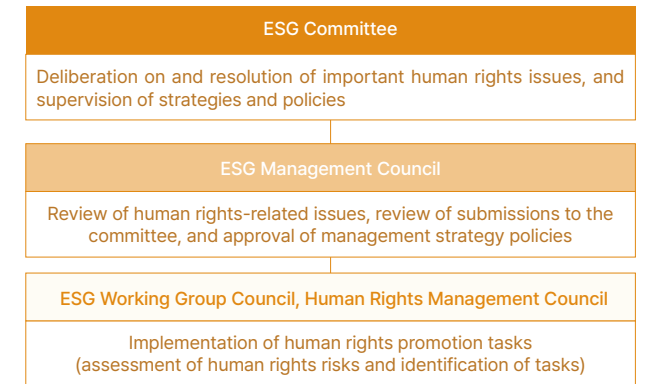 ESG Committee
Deliberation on and resolution of important human rights issues, and
supervision of strategies and policies
ESG Management Council
Review of human rights-related issues, review of submissions to the
committee, and approval of management strategy policies
ESG Working Group Council, Human Rights Management Council
Implementation of human rights promotion tasks
(assessment of human rights risks and identification of tasks)